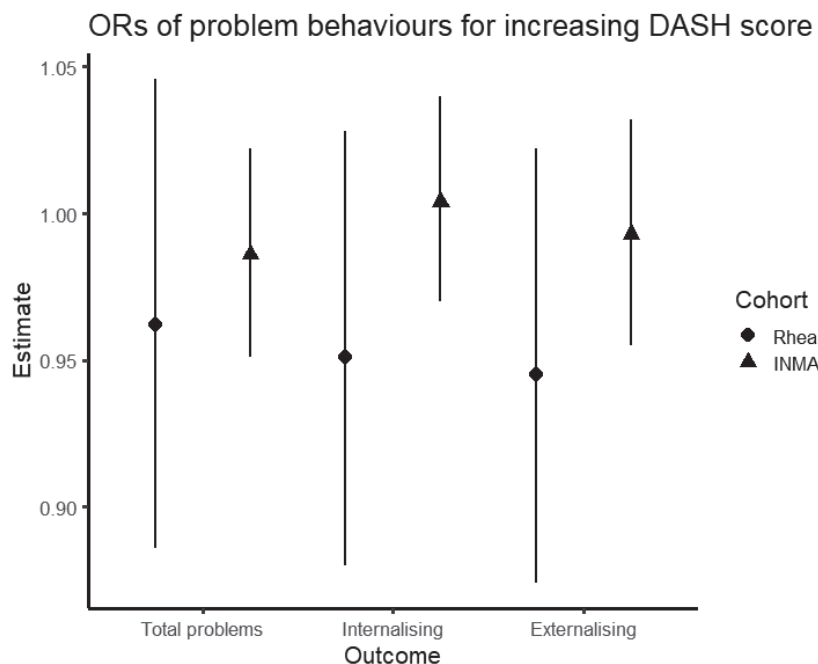 ORs of problem behaviours for increasing DASH score
1.05
1.00
0.95
0.90
Estimate
Total problems
Internalising
Externalising
Outcome
Cohort
Rhea
INMA